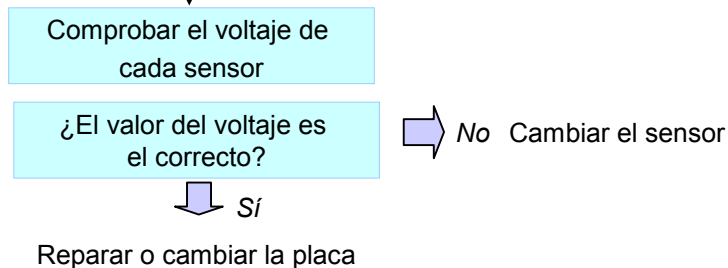 Comprobar el voltaje de
cada sensor
¿El valor del voltaje es
el correcto?
No Cambiar el sensor
Sí
Reparar o cambiar la placa